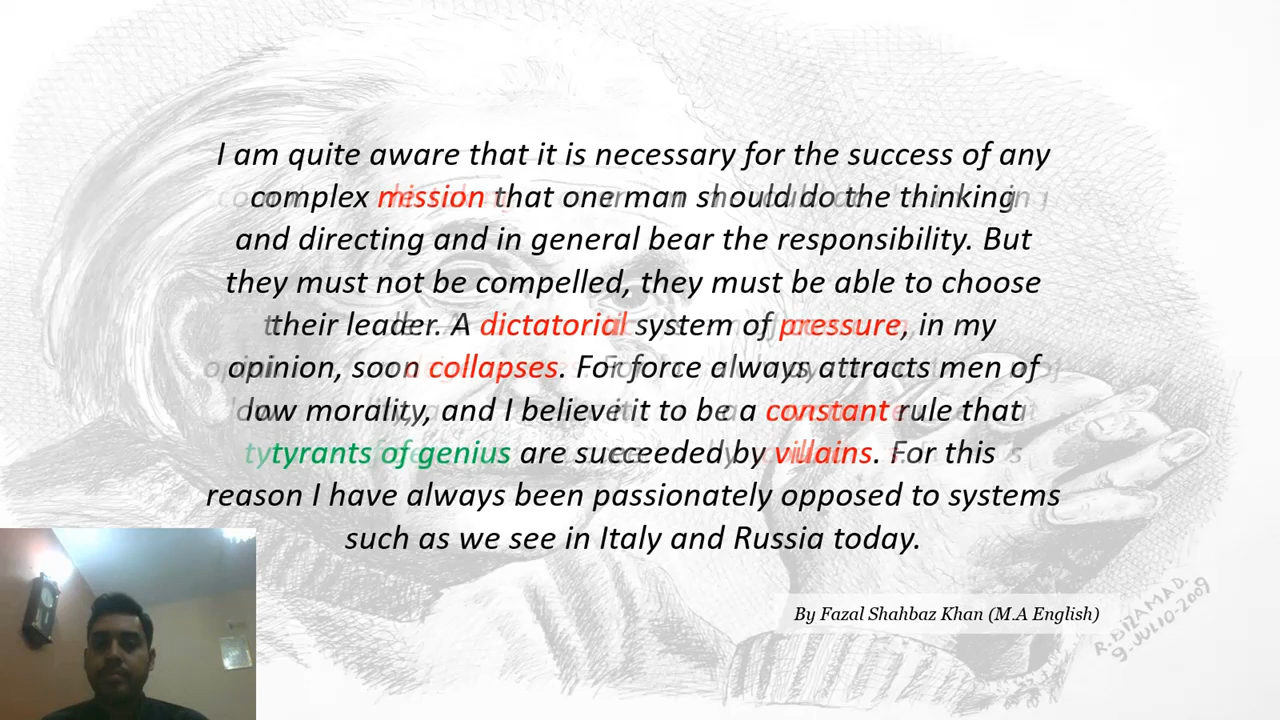 I am quite aware that it is necessary for the success of any
complex mission that one man should do the thinking
and directing and in general bear the responsibility. But
they must not be compelled, they must be able to choose
their leader. A dictatorial system of pressure, in my
opinion, soon collapses. For force always attracts men of
low morality, and I believe it to be a constant rule that
tyrants of genius are succeeded by villains. For this
reason I have always been passionately opposed to systems
such as we see in Italy and Russia today.
By Fazal Shahbaz Khan (M.A English)
R. DIZAMA D.
9-JULIO-2009